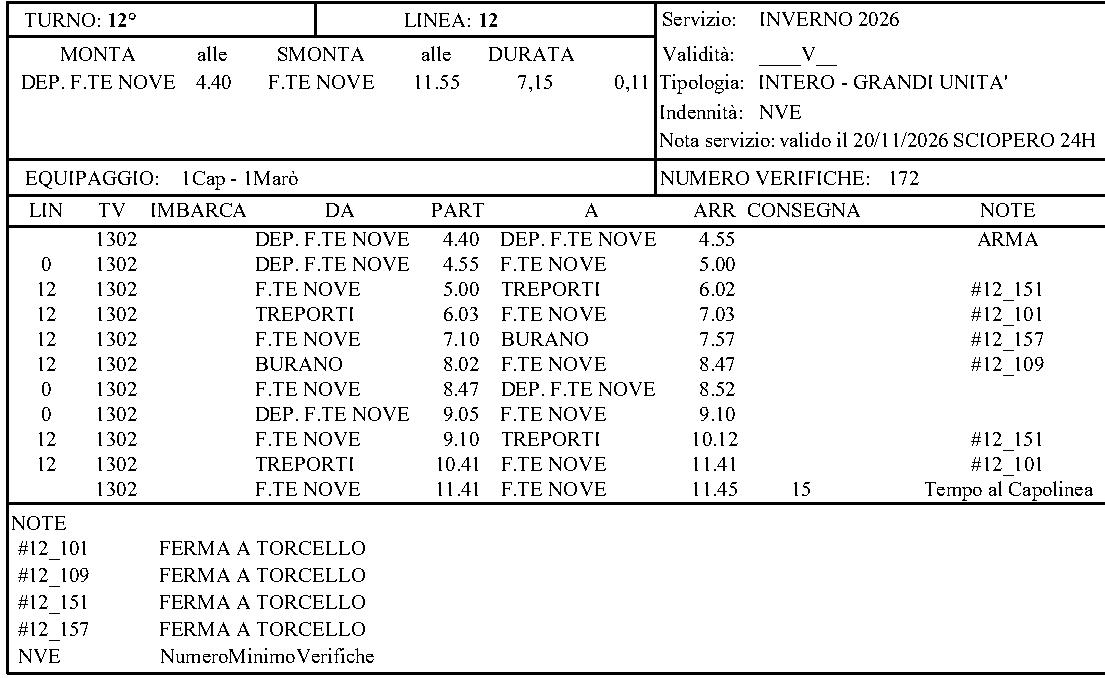 TURNO: 12° LINEA: 12 Servizio: INVERNO 2026
MONTA alle SMONTA alle DURATA Validità: ____V__
DEP. F.TE NOVE 4.40 F.TE NOVE 11.55 7,15 0,11 Tipologia: INTERO - GRANDI UNITA'
Indennità: NVE
Nota servizio: valido il 20/11/2026 SCIOPERO 24H
EQUIPAGGIO: 1Cap - 1Marò NUMERO VERIFICHE: 172
LIN TV IMBARCA DA PART A ARR CONSEGNA NOTE
1302 DEP. F.TE NOVE 4.40 DEP. F.TE NOVE 4.55 ARMA
0 1302 DEP. F.TE NOVE 4.55 F.TE NOVE 5.00
12 1302 F.TE NOVE 5.00 TREPORTI 6.02 #12_151
12 1302 TREPORTI 6.03 F.TE NOVE 7.03 #12_101
12 1302 F.TE NOVE 7.10 BURANO 7.57 #12_157
12 1302 BURANO 8.02 F.TE NOVE 8.47 #12_109
0 1302 F.TE NOVE 8.47 DEP. F.TE NOVE 8.52
0 1302 DEP. F.TE NOVE 9.05 F.TE NOVE 9.10
12 1302 F.TE NOVE 9.10 TREPORTI 10.12 #12_151
12 1302 TREPORTI 10.41 F.TE NOVE 11.41 #12_101
1302 F.TE NOVE 11.41 F.TE NOVE 11.45 15 Tempo al Capolinea
NOTE
#12_101 FERMA A TORCELLO
#12_109 FERMA A TORCELLO
#12_151 FERMA A TORCELLO
#12_157 FERMA A TORCELLO
NVE NumeroMinimoVerifiche